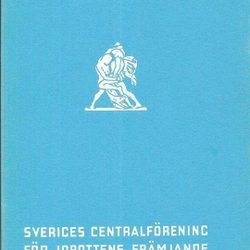 SVERIGES CENTRALFÖRENING
FÖR IDROTTENS FRÄMJANDE